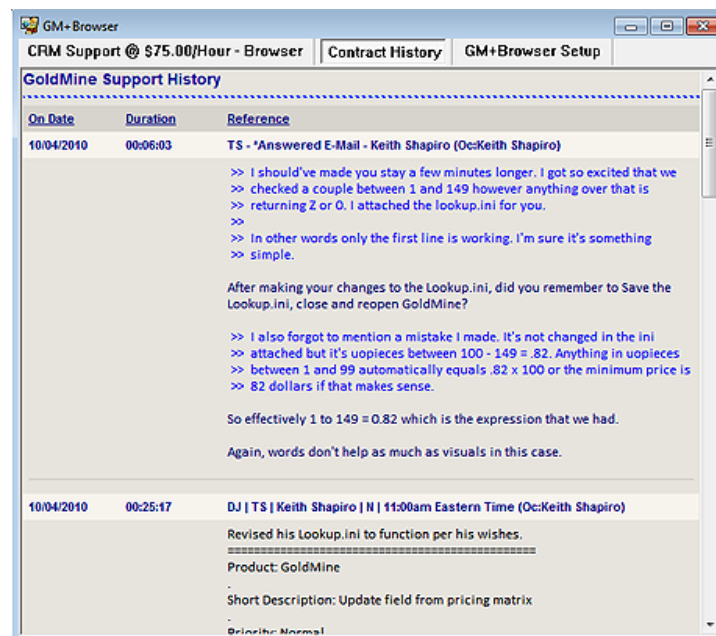 GM+Browser
CRM Support @ $75.00/Hour - Browser
Contract History
GM+Browser Setup
GoldMine Support History
On Date Duration Reference
10/04/2010 00:06:03 TS - *Answered E-Mail - Keith Shapiro (Oc:Keith Shapiro)
>> I should've made you stay a few minutes longer. I got so excited that we
>> checked a couple between 1 and 149 however anything over that is
>> returning Z or 0. I attached the lookup.ini for you.
>>
>> In other words only the first line is working. I'm sure it's something
>> simple.
After making your changes to the Lookup.ini, did you remember to Save the
Lookup.ini, close and reopen GoldMine?
>> I also forgot to mention a mistake I made. It's not changed in the ini
>> attached but it's uopieces between 100 - 149 = .82. Anything in uopieces
>> between 1 and 99 automatically equals .82 x 100 or the minimum price is
>> 82 dollars if that makes sense.
So effectively 1 to 149 = 0.82 which is the expression that we had.
Again, words don't help as much as visuals in this case.
10/04/2010 00:25:17 DJ | TS | Keith Shapiro | N | 11:00am Eastern Time (Oc:Keith Shapiro)
Revised his Lookup.ini to function per his wishes.
===============================================
Product: GoldMine
.
Short Description: Update field from pricing matrix
.
Priority: Normal